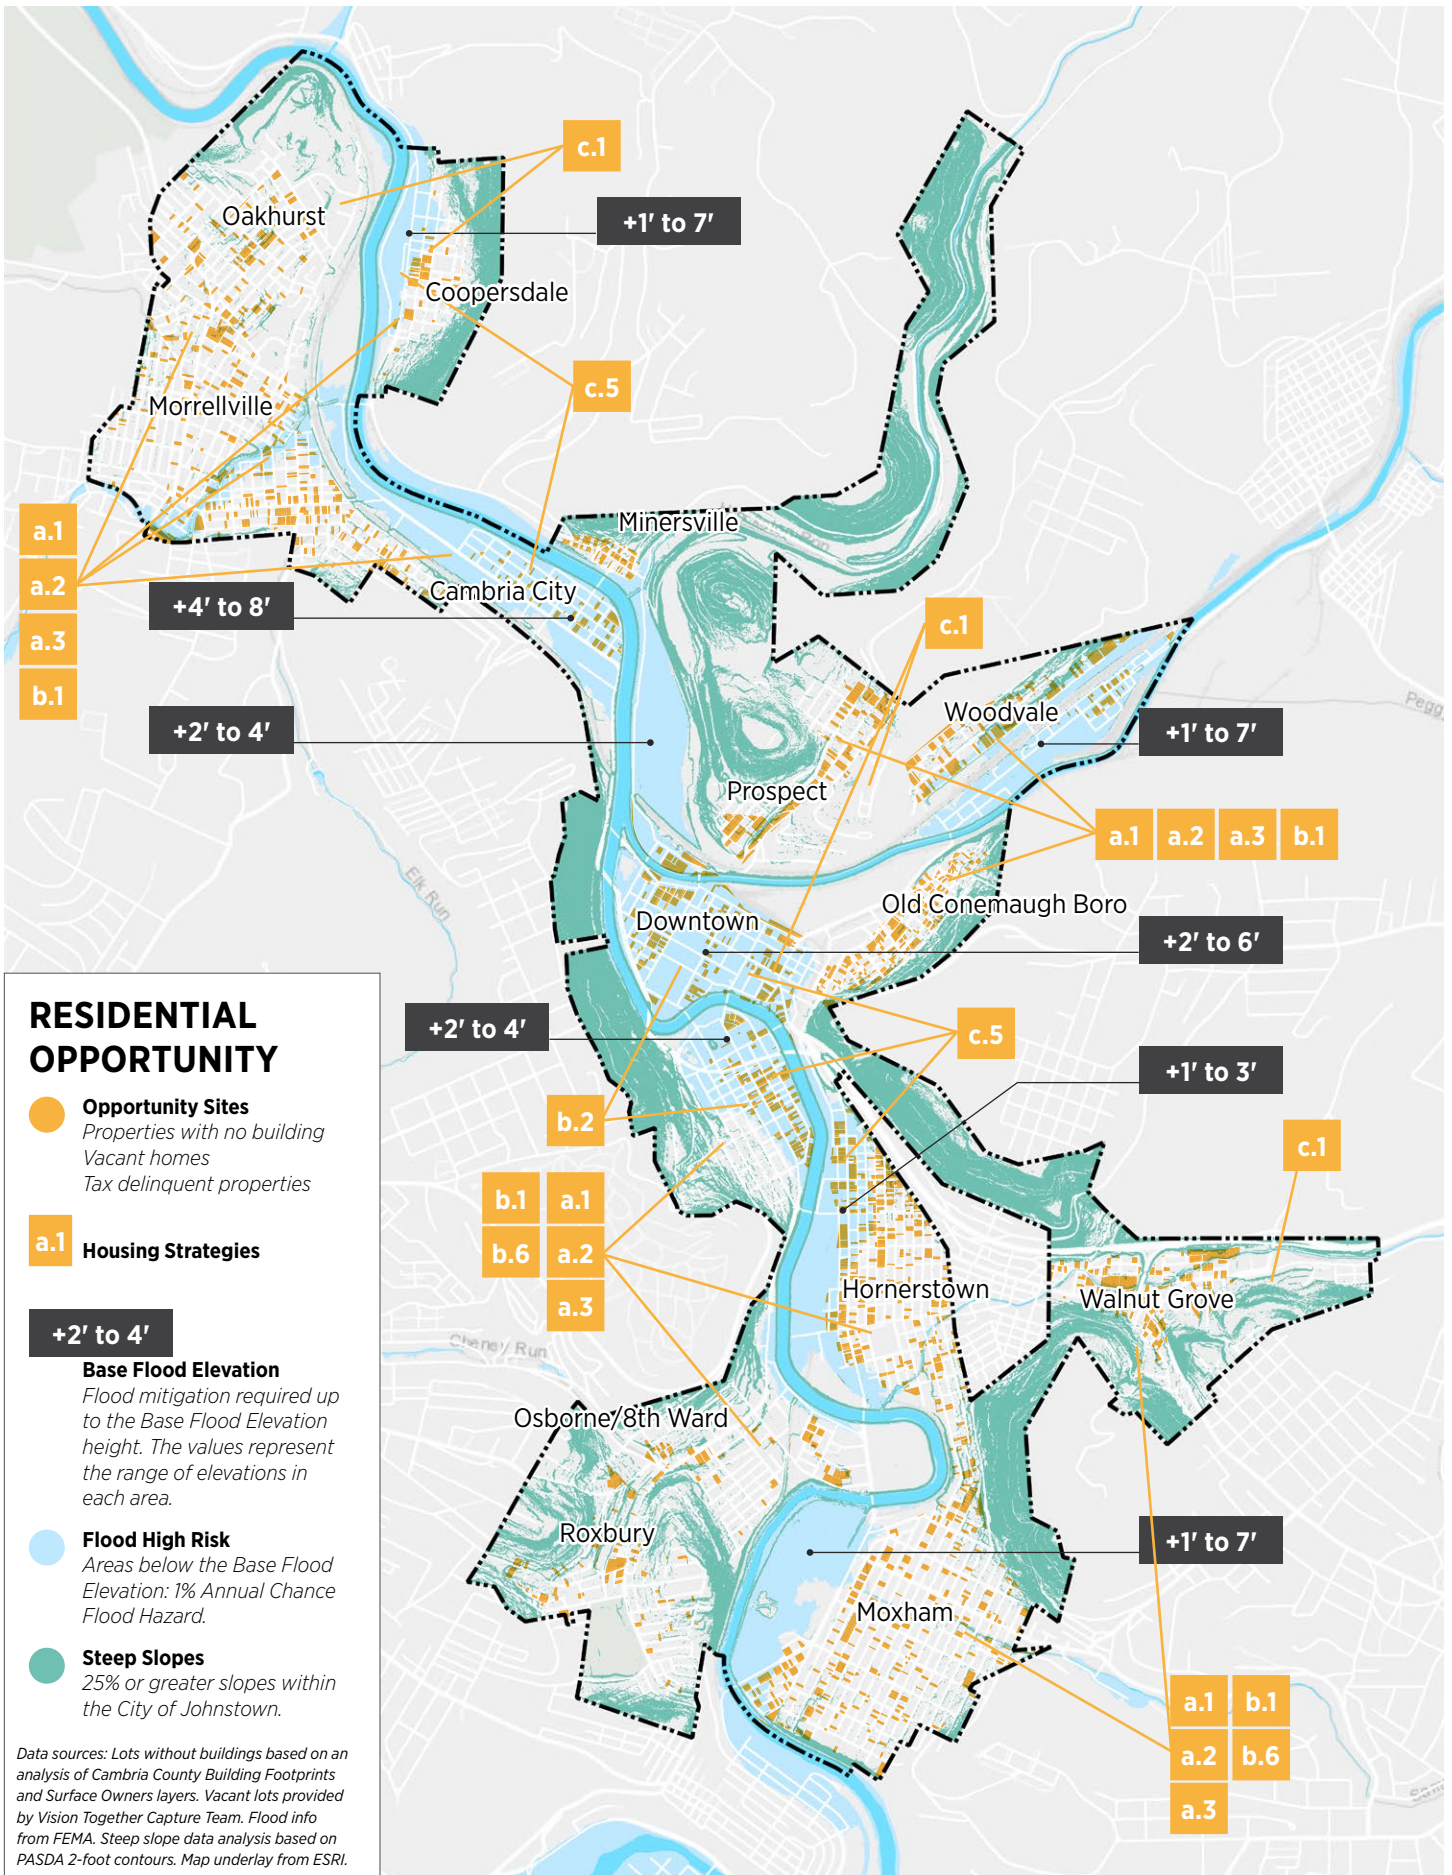 c.1
Oakhurst
+1' to 7'
Coopersdale
c.5
Morrellville
a.1
a.2
a.3
b.1
Minersville
Run
Cambria City
+4' to 8'
c.1
Woodvale
Pegg
+2' to 4'
+1' to 7'
Prospect
a.1 a.2 a.3 b.1
Elk Run
Old Conemaugh Boro
Downtown
+2' to 6'
+2' to 4'
c.5
+1' to 3'
b.2
c.1
b.1 a.1
b.6 a.2
a.3
Hornerstown
Walnut Grove
Cheney Run
Osborne/8th Ward
Roxbury
+1' to 7'
Moxham
a.1 b.1
a.2 b.6
a.3
RESIDENTIAL
OPPORTUNITY
Opportunity Sites
Properties with no building
Vacant homes
Tax delinquent properties
a.1 Housing Strategies
+2' to 4'
Base Flood Elevation
Flood mitigation required up
to the Base Flood Elevation
height. The values represent
the range of elevations in
each area.
Flood High Risk
Areas below the Base Flood
Elevation: 1% Annual Chance
Flood Hazard.
Steep Slopes
25% or greater slopes within
the City of Johnstown.
Data sources: Lots without buildings based on an
analysis of Cambria County Building Footprints
and Surface Owners layers. Vacant lots provided
by Vision Together Capture Team. Flood info
from FEMA. Steep slope data analysis based on
PASDA 2-foot contours. Map underlay from ESRI.